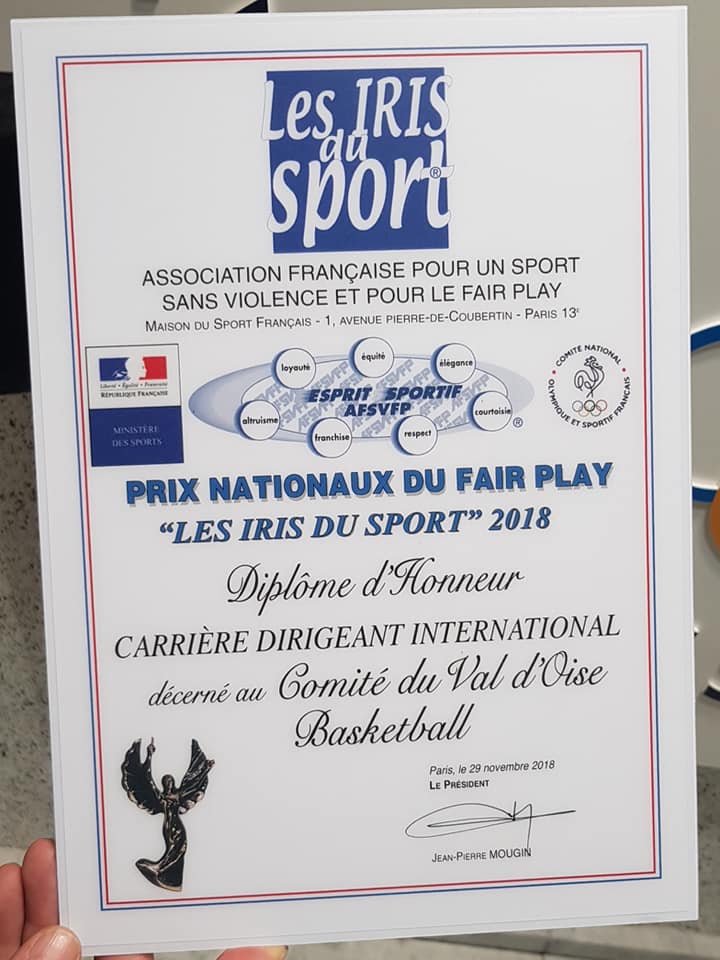 Les IRIS
du
sport®
ASSOCIATION FRANÇAISE POUR UN SPORT
SANS VIOLENCE ET POUR LE FAIR PLAY
MAISON DU SPORT FRANÇAIS - 1, AVENUE PIERRE-DE-COUBERTIN - PARIS 13e
Liberté • Égalité • Fraternité
RÉPUBLIQUE FRANÇAISE
MINISTÈRE
DES SPORTS
loyauté
équité
élégance
ESPRIT SPORTIF
AFSVFP
altruisme
franchise
respect
courtoisie
®
COMITÉ NATIONAL
OLYMPIQUE ET SPORTIF FRANÇAIS
PRIX NATIONAUX DU FAIR PLAY
“LES IRIS DU SPORT” 2018
Diplôme d'Honneur
CARRIÈRE DIRIGEANT INTERNATIONAL
décerné au Comité du Val d'Oise
Basketball
Paris, le 29 novembre 2018
LE PRÉSIDENT
JEAN-PIERRE MOUGIN